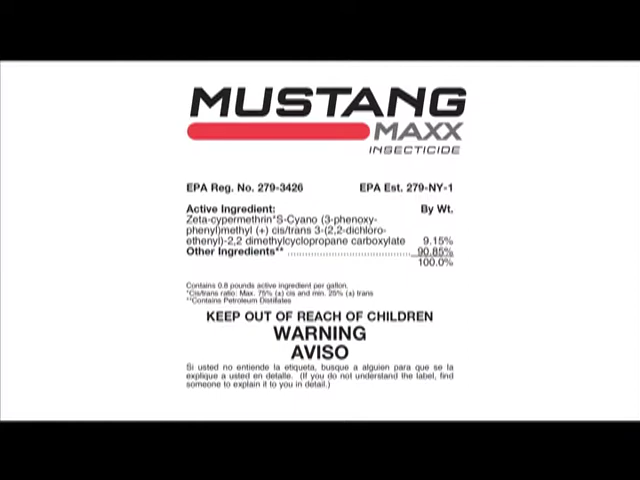 MUSTANG
MAXX
INSECTICIDE
EPA Reg. No. 279-3426 EPA Est. 279-NY-1
Active Ingredient: By Wt.
Zeta-cypermethrin*S-Cyano (3-phenoxy-
phenyl)methyl (+) cis/trans 3-(2,2-dichloro-
ethenyl)-2,2 dimethylcyclopropane carboxylate 9.15%
Other Ingredients** 90.85%
100.0%
Contains 0.8 pounds active ingredient per gallon.
*Cis/trans ratio: Max. 75% (±) cis and min. 25% (±) trans
**Contains Petroleum Distillates
KEEP OUT OF REACH OF CHILDREN
WARNING
AVISO
Si usted no entiende la etiqueta, busque a alguien para que se la
explique a usted en detalle. (If you do not understand the label, find
someone to explain it to you in detail.)